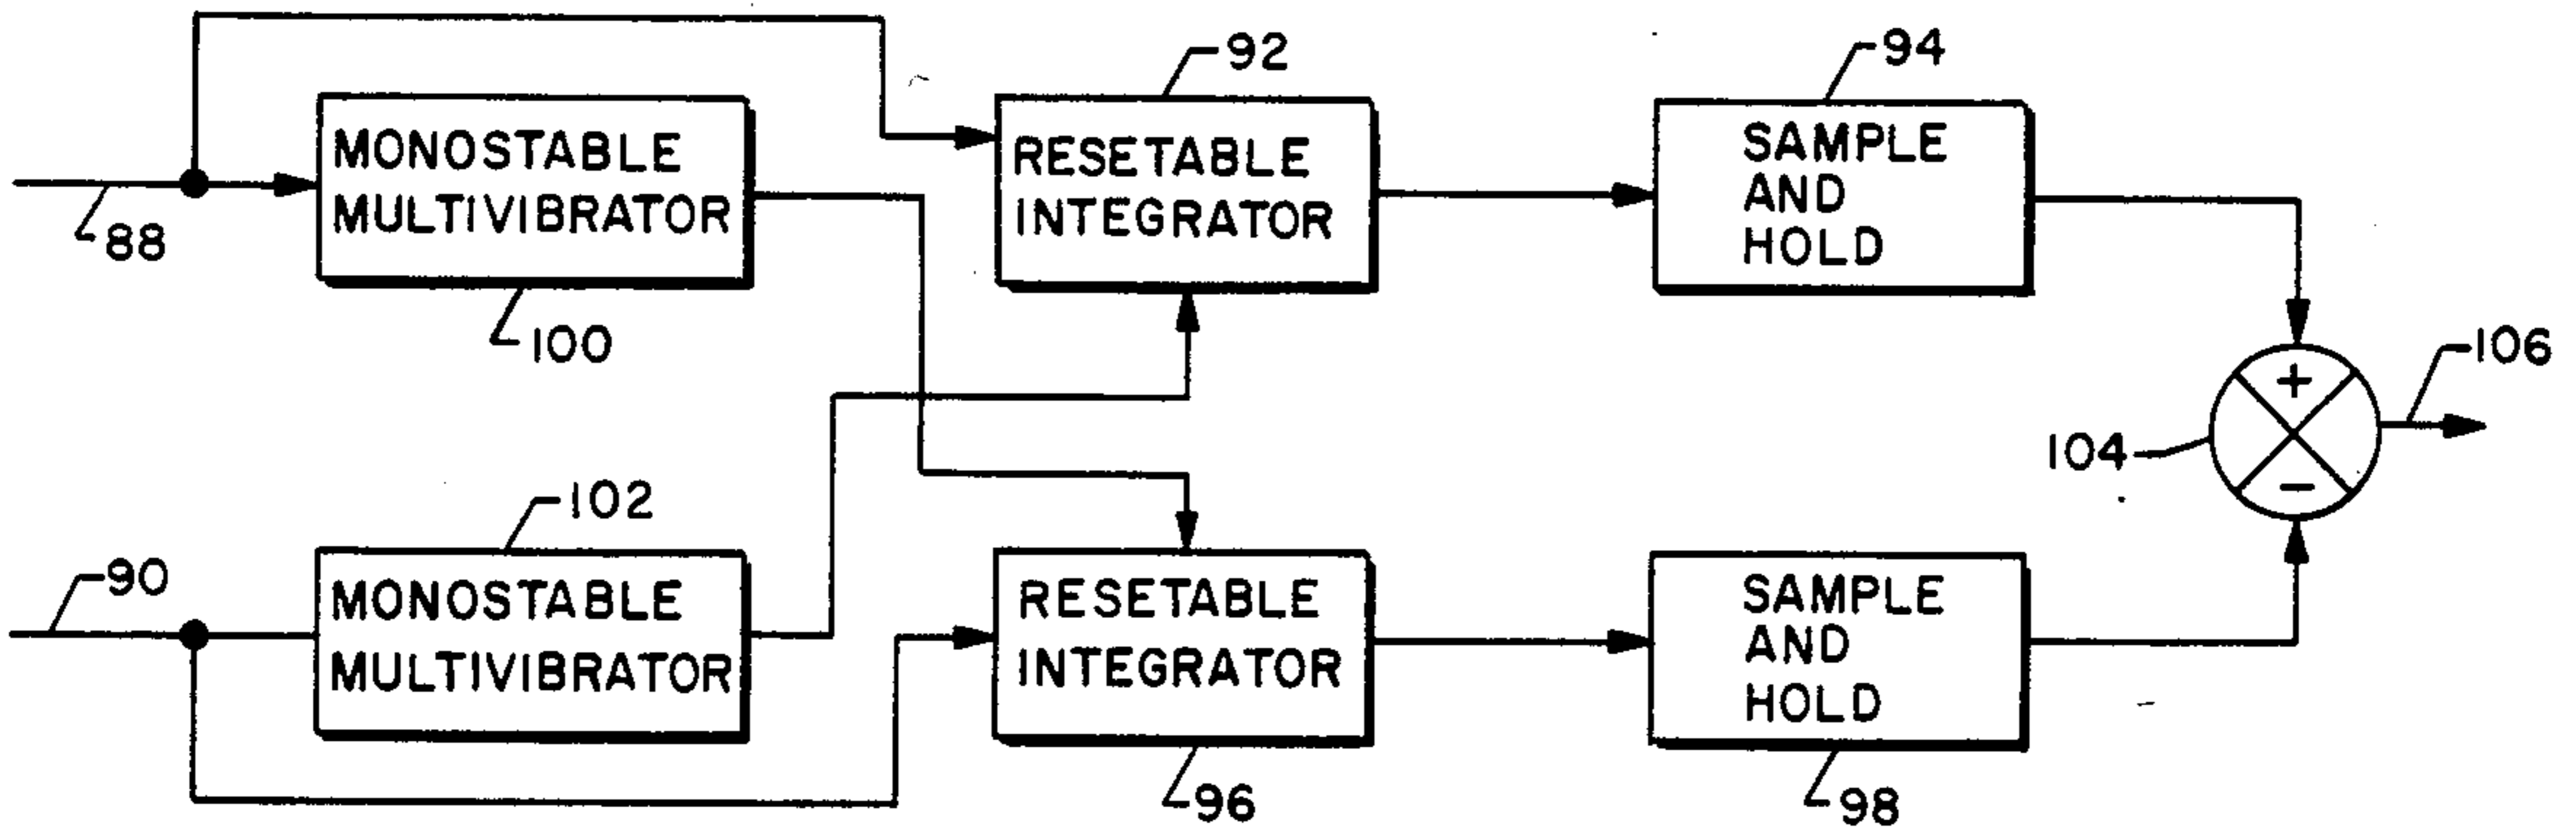 92
94
MONOSTABLE
MULTIVIBRATOR
RESETABLE
INTEGRATOR
SAMPLE
AND
HOLD
88
100
106
+
104
−
102
90
MONOSTABLE
MULTIVIBRATOR
RESETABLE
INTEGRATOR
SAMPLE
AND
HOLD
96
98